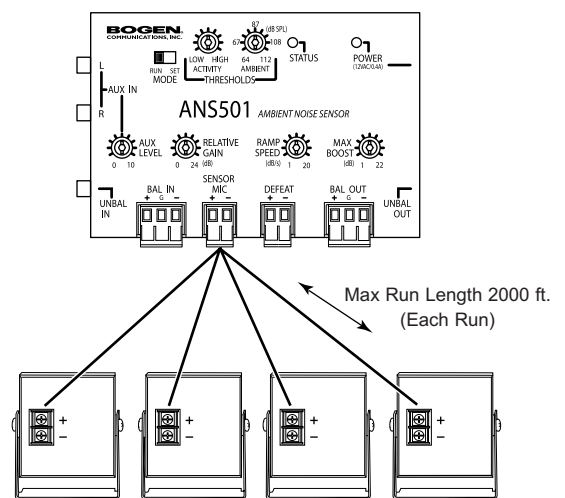 BOGEN®
COMMUNICATIONS, INC.
RUN SET
MODE
LOW HIGH
ACTIVITY
87
(dB SPL)
67 108
64 112
AMBIENT
THRESHOLDS
STATUS
POWER
(12VAC/0.4A)
L
AUX IN
R
ANS501 AMBIENT NOISE SENSOR
AUX
LEVEL
0 10
RELATIVE
GAIN
0 24 (dB)
RAMP
SPEED
(dB/s) 1 20
MAX
BOOST
(dB) 1 22
UNBAL
IN
BAL IN
+ G −
SENSOR
MIC
+ −
DEFEAT
+ −
BAL OUT
+ G −
UNBAL
OUT
Max Run Length 2000 ft.
(Each Run)
+ + + +
− − − −